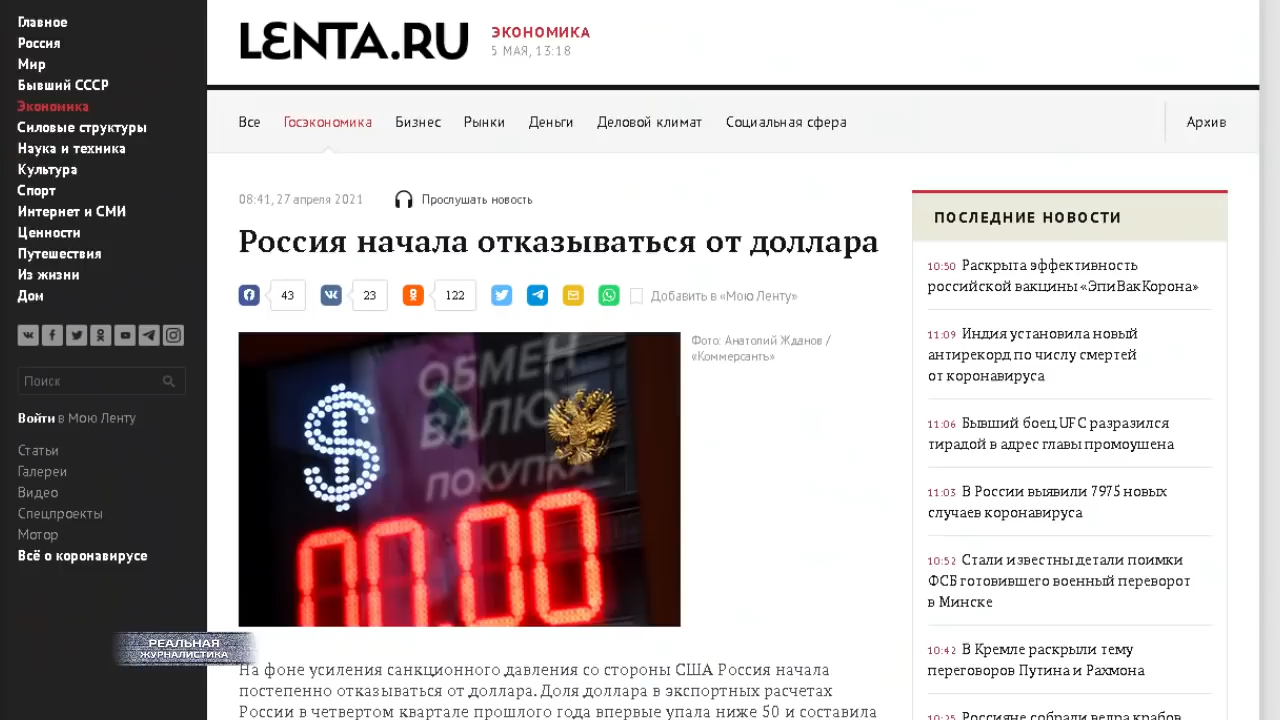 Главное
Россия
Мир
Бывший СССР
Экономика
Силовые структуры
Наука и техника
Культура
Спорт
Интернет и СМИ
Ценности
Путешествия
Из жизни
Дом
Поиск
Войти в Мою Ленту
Статьи
Галереи
Видео
Спецпроекты
Мотор
Всё о коронавирусе
LENTA.RU
ЭКОНОМИКА
5 МАЯ, 13:18
Все Госэкономика Бизнес Рынки Деньги Деловой климат Социальная сфера Архив
08:41, 27 апреля 2021 Прослушать новость
Россия начала отказываться от доллара
43 23 122 Добавить в «Мою Ленту»
Фото: Анатолий Жданов /
«Коммерсантъ»
ОБМЕН
ВАЛЮ
ПОКУПКА
$
00.00
РЕАЛЬНАЯ
ЖУРНАЛИСТИКА
На фоне усиления санкционного давления со стороны США Россия начала
постепенно отказываться от доллара. Доля доллара в экспортных расчетах
России в четвертом квартале прошлого года впервые упала ниже 50 и составила
ПОСЛЕДНИЕ НОВОСТИ
10:50 Раскрыта эффективность
российской вакцины «ЭпиВакКорона»
11:09 Индия установила новый
антирекорд по числу смертей
от коронавируса
11:06 Бывший боец UFC разразился
тирадой в адрес главы промоушена
11:03 В России выявили 7975 новых
случаев коронавируса
10:52 Стали известны детали поимки
ФСБ готовившего военный переворот
в Минске
10:42 В Кремле раскрыли тему
переговоров Путина и Рахмона
10:25 Россияне собрали ведра крабов